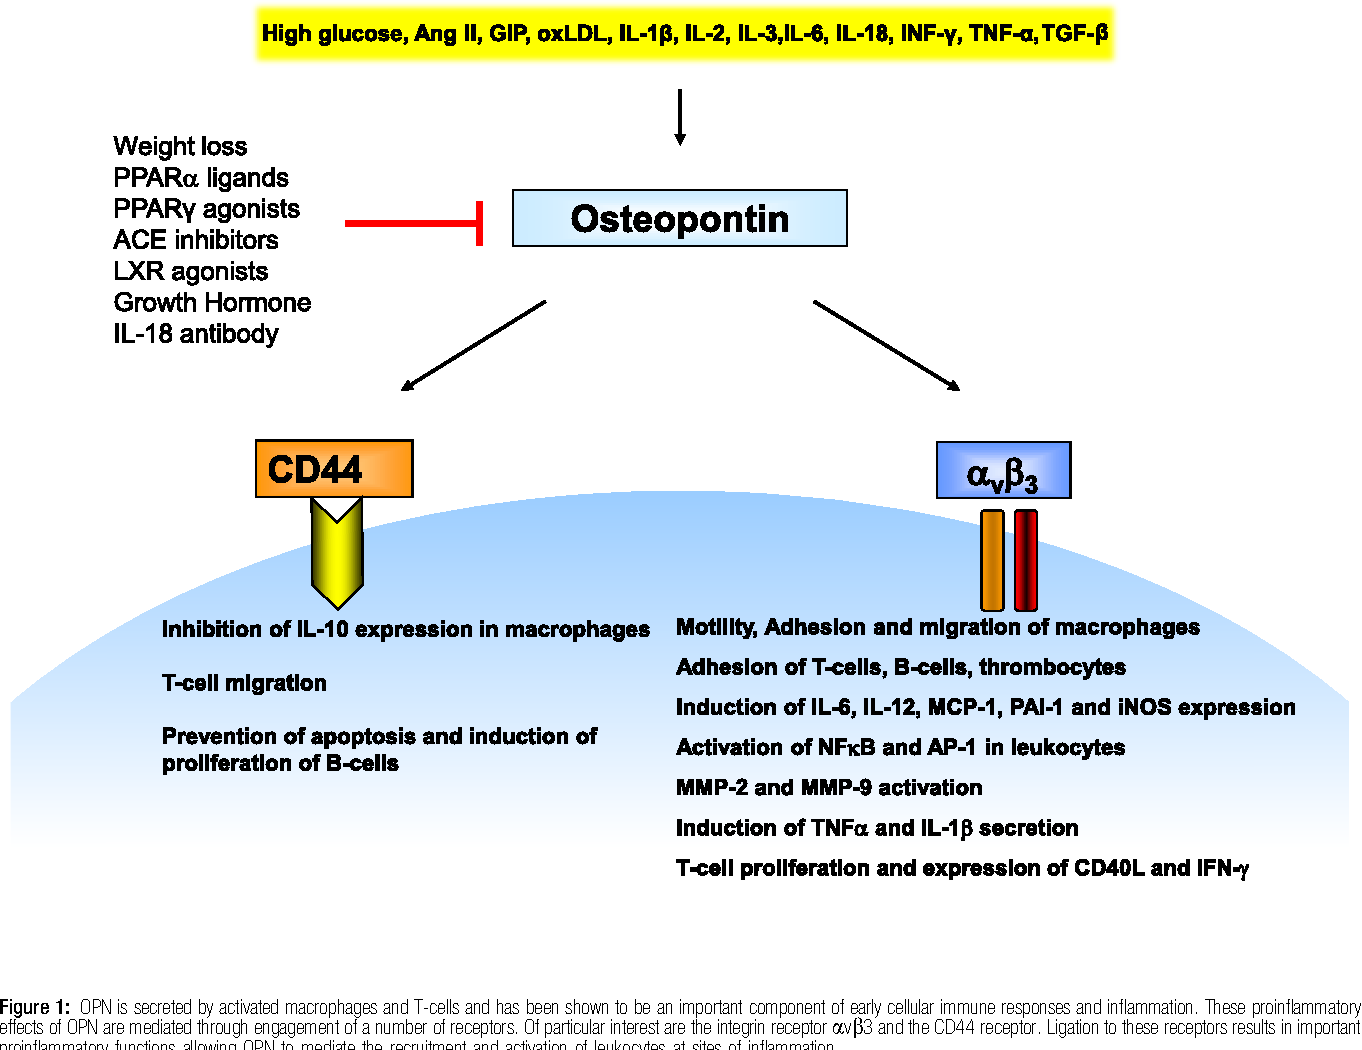 High glucose, Ang II, GIP, oxLDL, IL-1β, IL-2, IL-3,IL-6, IL-18, INF-γ, TNF-α,TGF-β
Weight loss
PPARα ligands
PPARγ agonists
ACE inhibitors
LXR agonists
Growth Hormone
IL-18 antibody
Osteopontin
CD44
αvβ3
Inhibition of IL-10 expression in macrophages
T-cell migration
Prevention of apoptosis and induction of
proliferation of B-cells
Motility, Adhesion and migration of macrophages
Adhesion of T-cells, B-cells, thrombocytes
Induction of IL-6, IL-12, MCP-1, PAI-1 and iNOS expression
Activation of NFκB and AP-1 in leukocytes
MMP-2 and MMP-9 activation
Induction of TNFα and IL-1β secretion
T-cell proliferation and expression of CD40L and IFN-γ
Figure 1: OPN is secreted by activated macrophages and T-cells and has been shown to be an important component of early cellular immune responses and inflammation. These proinflammatory
effects of OPN are mediated through engagement of a number of receptors. Of particular interest are the integrin receptor αvβ3 and the CD44 receptor. Ligation to these receptors results in important
proinflammatory functions allowing OPN to mediate the recruitment and activation of leukocytes at sites of inflammation.